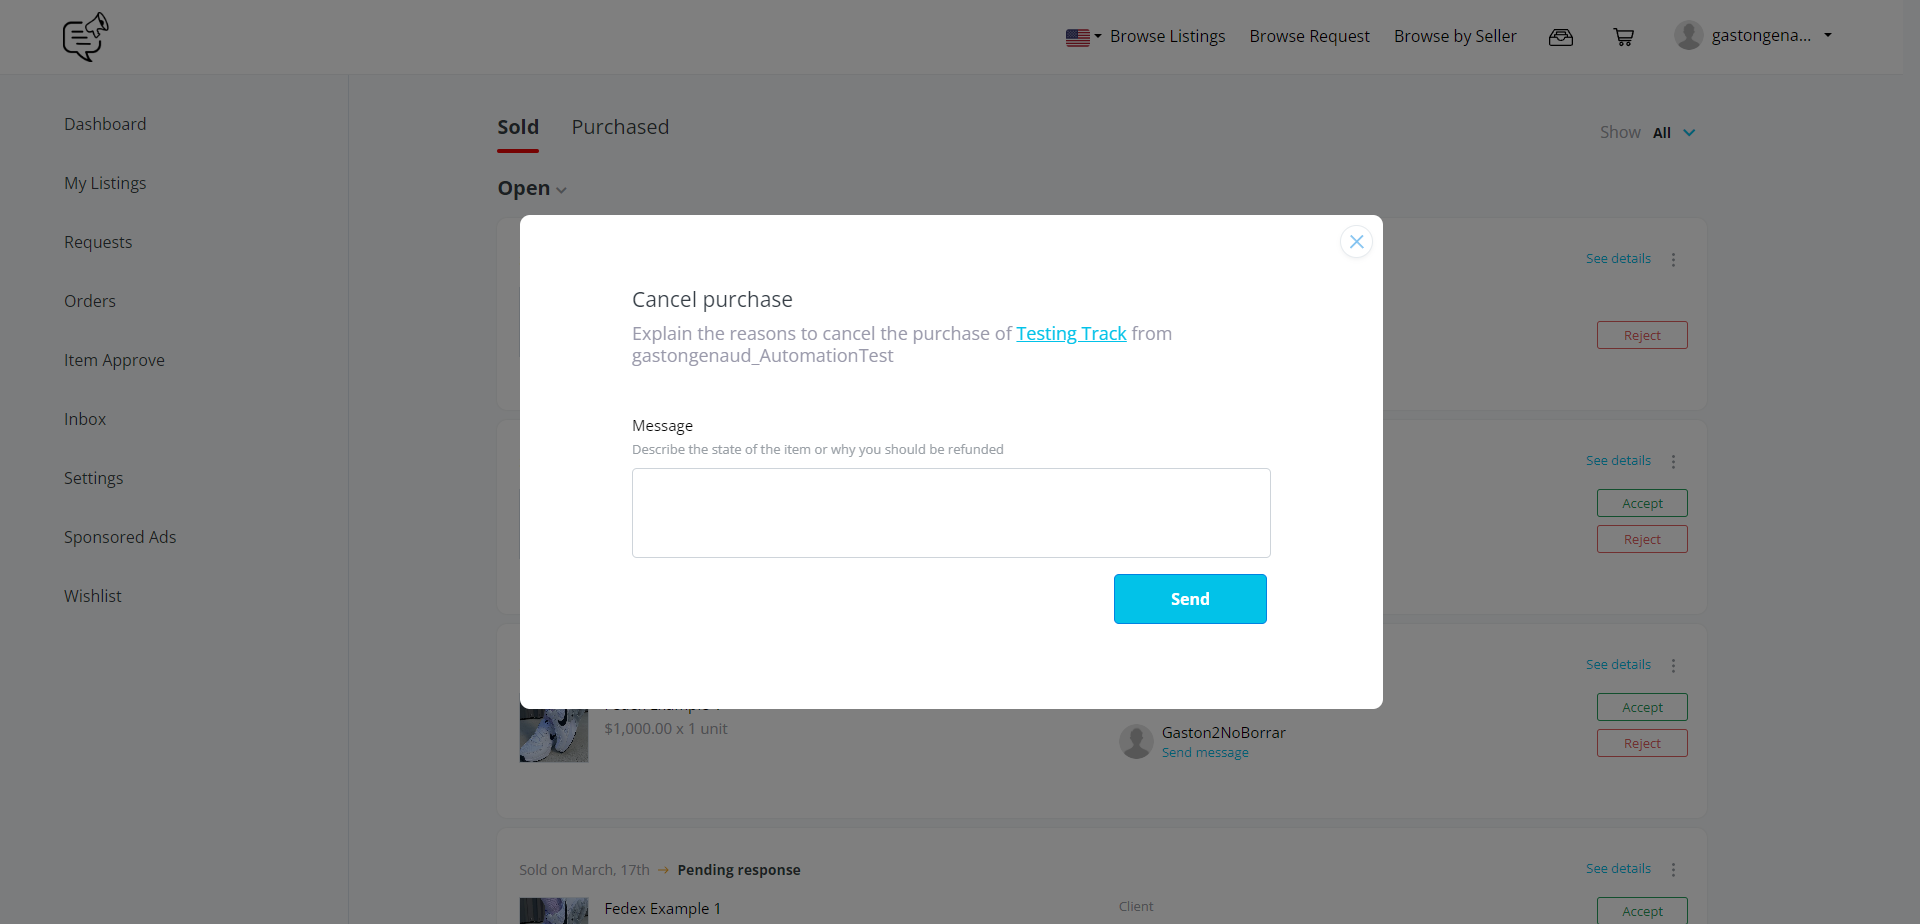 Browse Listings
Browse Request
Browse by Seller
gastongena...
Dashboard
My Listings
Requests
Orders
Item Approve
Inbox
Settings
Sponsored Ads
Wishlist
Sold
Purchased
Show All
Open
See details
Reject
See details
Accept
Reject
Cancel purchase
Explain the reasons to cancel the purchase of Testing Track from
gastongenaud_AutomationTest
Message
Describe the state of the item or why you should be refunded
Send
See details
Fedex Example 1
$1,000.00 x 1 unit
Gaston2NoBorrar
Send message
Accept
Reject
Sold on March, 17th → Pending response
See details
Fedex Example 1
Client
Accept